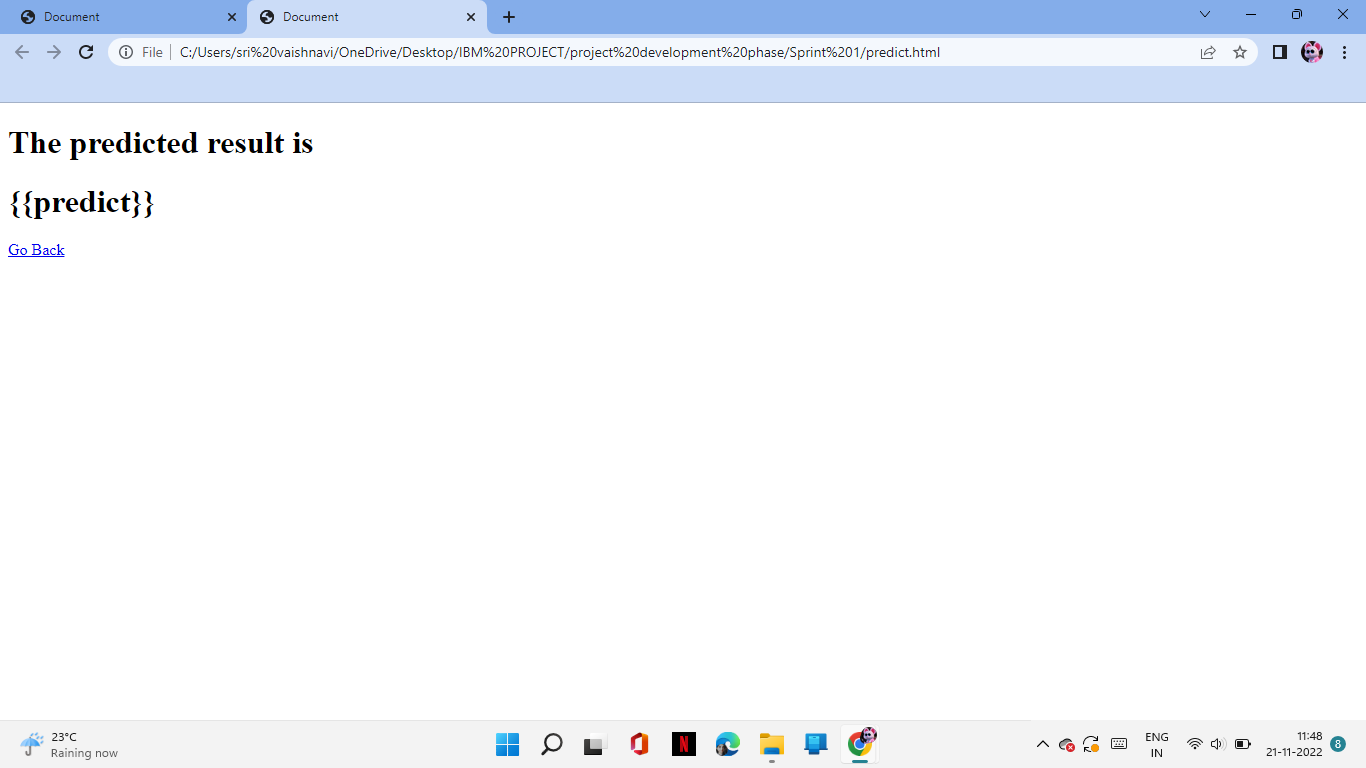 Document
Document
File
C:/Users/sri%20vaishnavi/OneDrive/Desktop/IBM%20PROJECT/project%20development%20phase/Sprint%201/predict.html
The predicted result is
{{predict}}
Go Back
23°C
Raining now
N
ENG
IN
11:48
21-11-2022
8